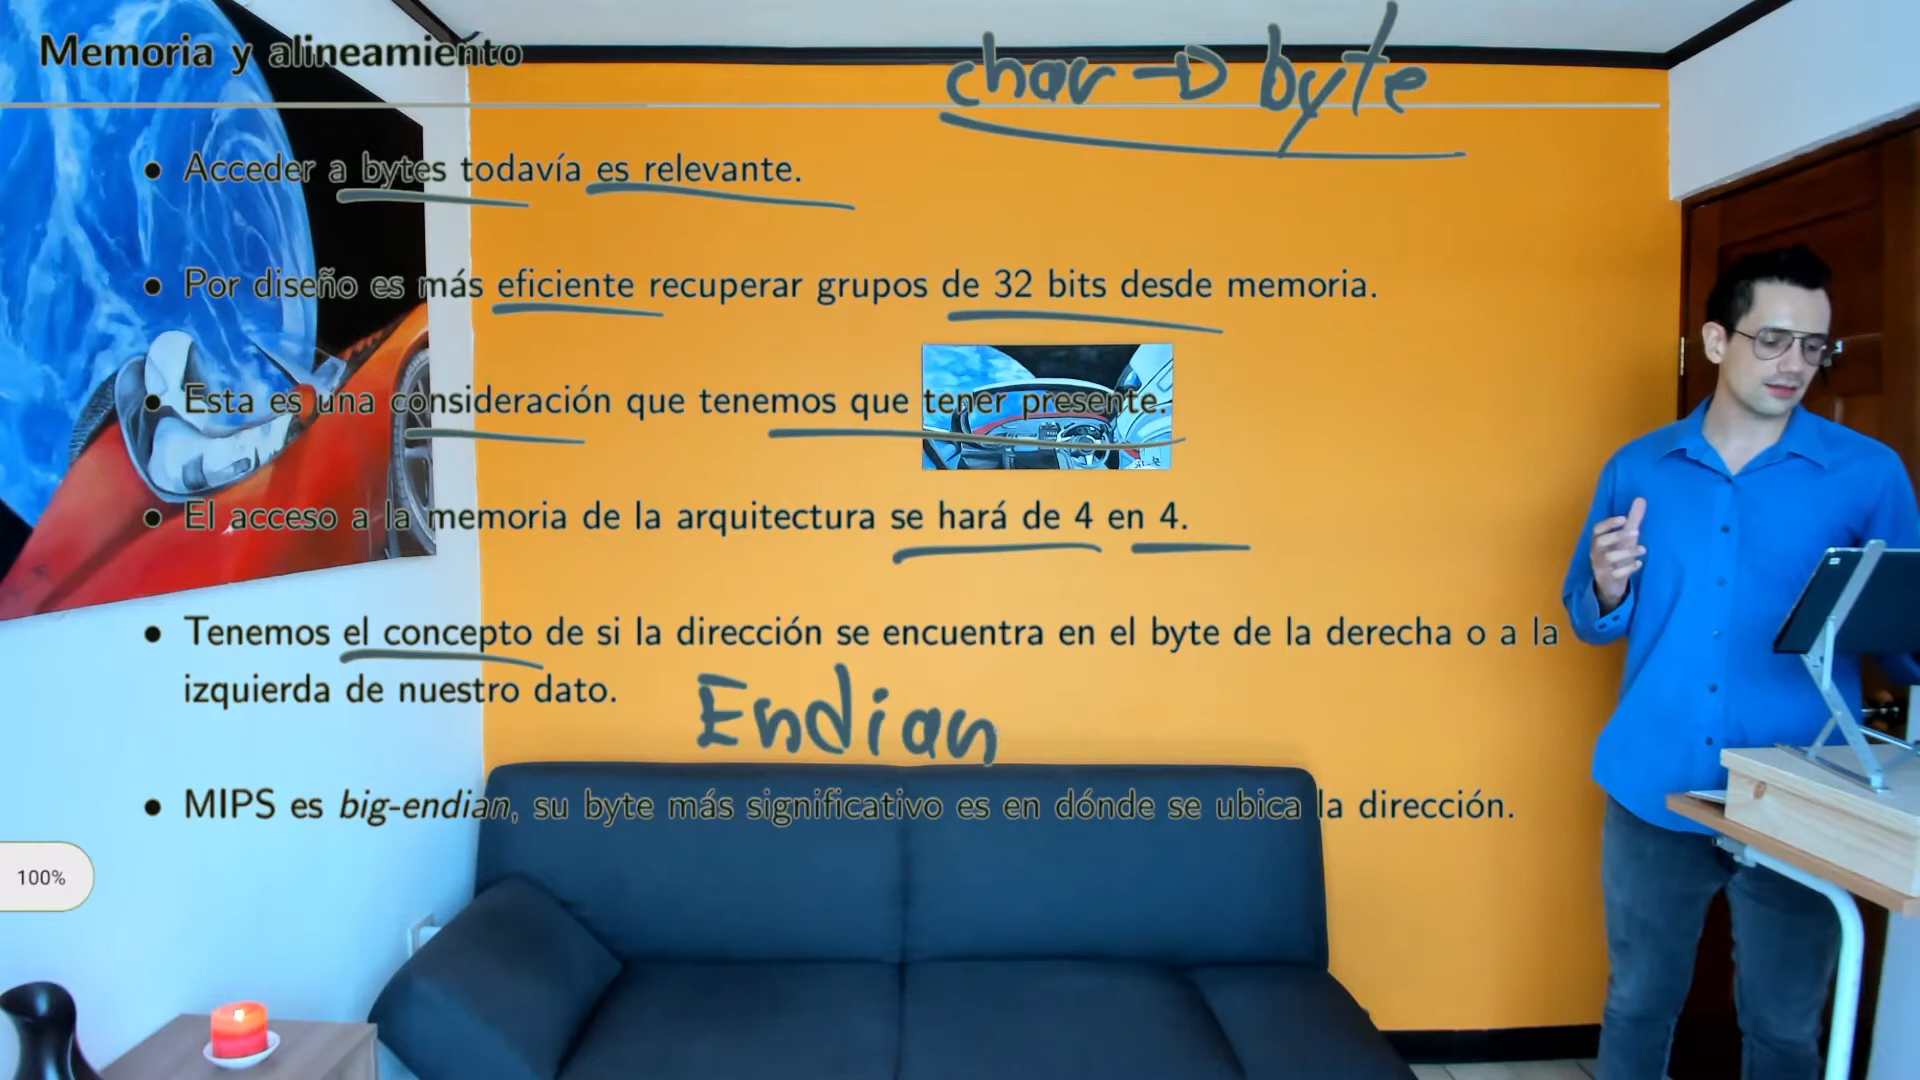 Memoria y alineamiento
char → byte
• Acceder a bytes todavía es relevante.
• Por diseño es más eficiente recuperar grupos de 32 bits desde memoria.
• Esta es una consideración que tenemos que tener presente.
• El acceso a la memoria de la arquitectura se hará de 4 en 4.
• Tenemos el concepto de si la dirección se encuentra en el byte de la derecha o a la
izquierda de nuestro dato.
Endian
• MIPS es big-endian, su byte más significativo es en dónde se ubica la dirección.
100%